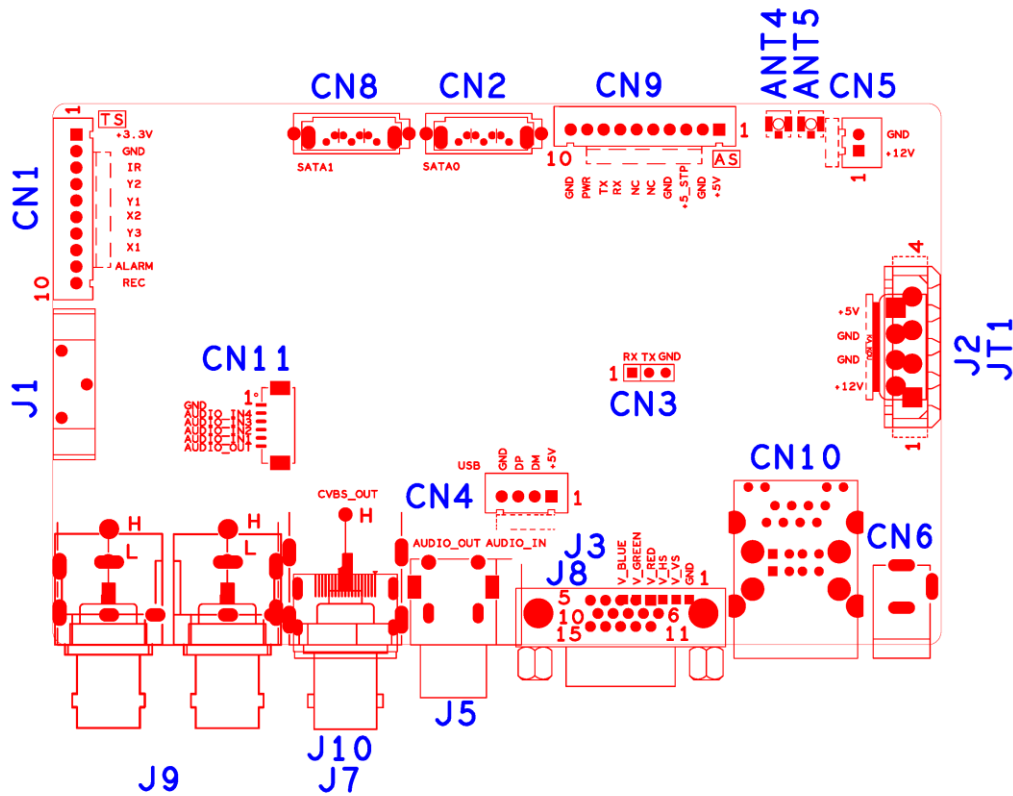 ANT4
ANT5
CN8
CN2
CN9
CN5
1
TS
+3.3V
GND
IR
Y2
Y1
X2
Y3
X1
ALARM
REC
10
CN1
SATA1
SATA0
10
1
AS
GND
PWR
TX
RX
NC
NC
GND
+5_STP
GND
+5V
GND
+12V
1
4
+5V
GND
GND
+12V
1
J2
JT1
J1
CN11
1
GND
AUDIO_IN4
AUDIO_IN3
AUDIO_IN2
AUDIO_IN1
AUDIO_OUT
RX TX GND
1
CN3
CN10
USB
GND
DP
DM
+5V
1
CN4
CVBS_OUT
H
H
L
H
L
AUDIO_OUT AUDIO_IN
J3
J8
V_BLUE
V_GREEN
V_RED
V_HS
V_VS
GND
1
5
10
6
15
11
CN6
J5
J10
J7
J9